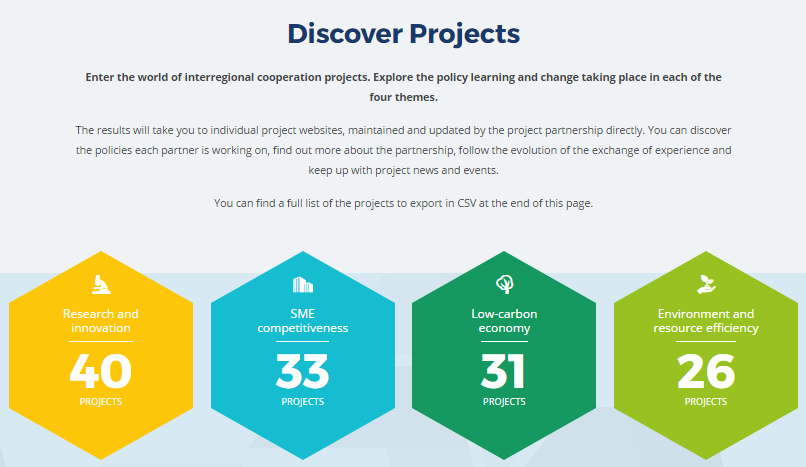 Discover Projects
Enter the world of interregional cooperation projects. Explore the policy learning and change taking place in each of the
four themes.
The results will take you to individual project websites, maintained and updated by the project partnership directly. You can discover
the policies each partner is working on, find out more about the partnership, follow the evolution of the exchange of experience and
keep up with project news and events.
You can find a full list of the projects to export in CSV at the end of this page.
Research and
innovation
40
PROJECTS
SME
competitiveness
33
PROJECTS
Low-carbon
economy
31
PROJECTS
Environment and
resource efficiency
26
PROJECTS